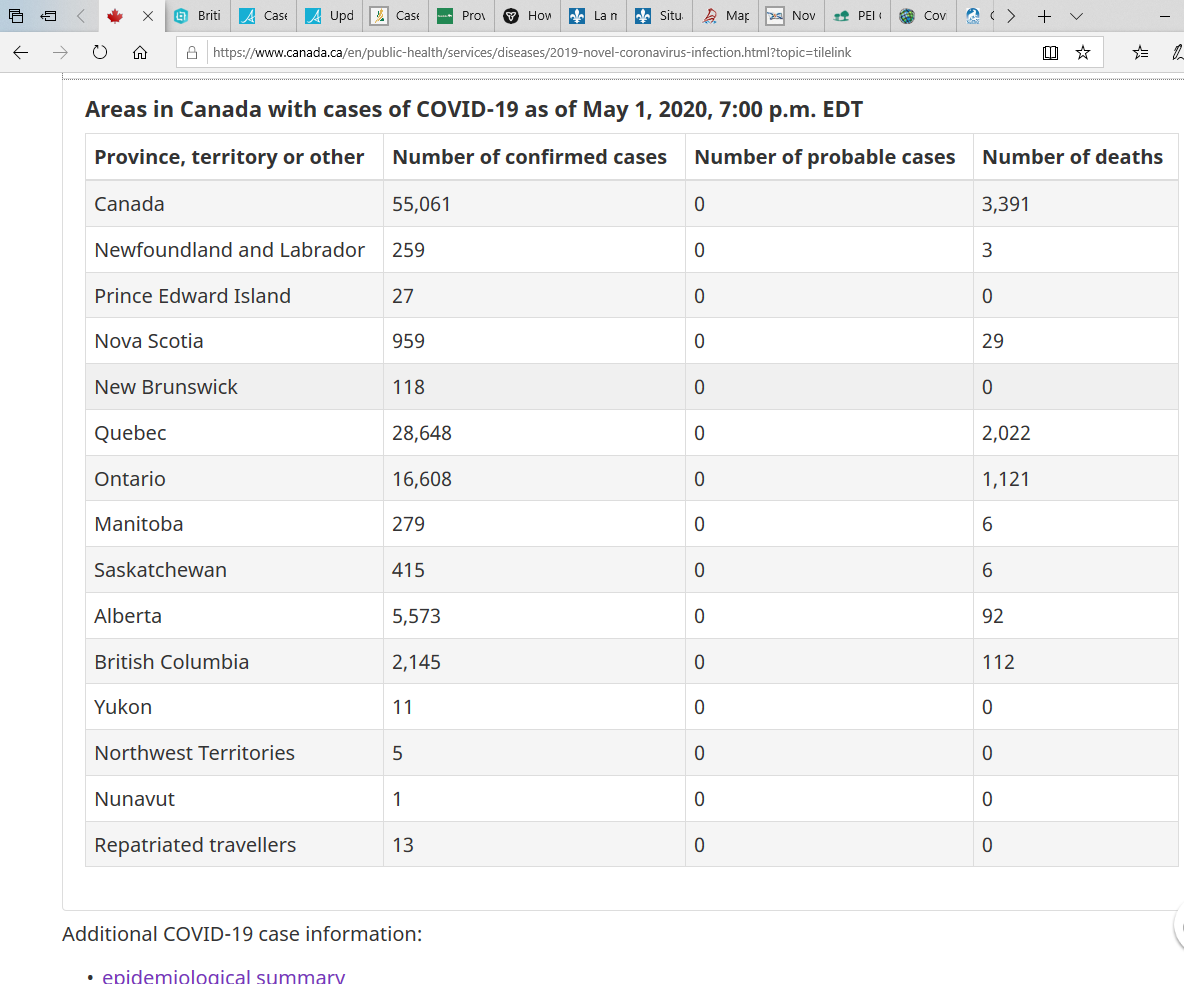 Briti Case Upd Case Prov How La m Situ Map Nov PEI Cov
https://www.canada.ca/en/public-health/services/diseases/2019-novel-coronavirus-infection.html?topic=tilelink
Areas in Canada with cases of COVID-19 as of May 1, 2020, 7:00 p.m. EDT
Province, territory or other Number of confirmed cases Number of probable cases Number of deaths
Canada 55,061 0 3,391
Newfoundland and Labrador 259 0 3
Prince Edward Island 27 0 0
Nova Scotia 959 0 29
New Brunswick 118 0 0
Quebec 28,648 0 2,022
Ontario 16,608 0 1,121
Manitoba 279 0 6
Saskatchewan 415 0 6
Alberta 5,573 0 92
British Columbia 2,145 0 112
Yukon 11 0 0
Northwest Territories 5 0 0
Nunavut 1 0 0
Repatriated travellers 13 0 0
Additional COVID-19 case information:
• epidemiological summary